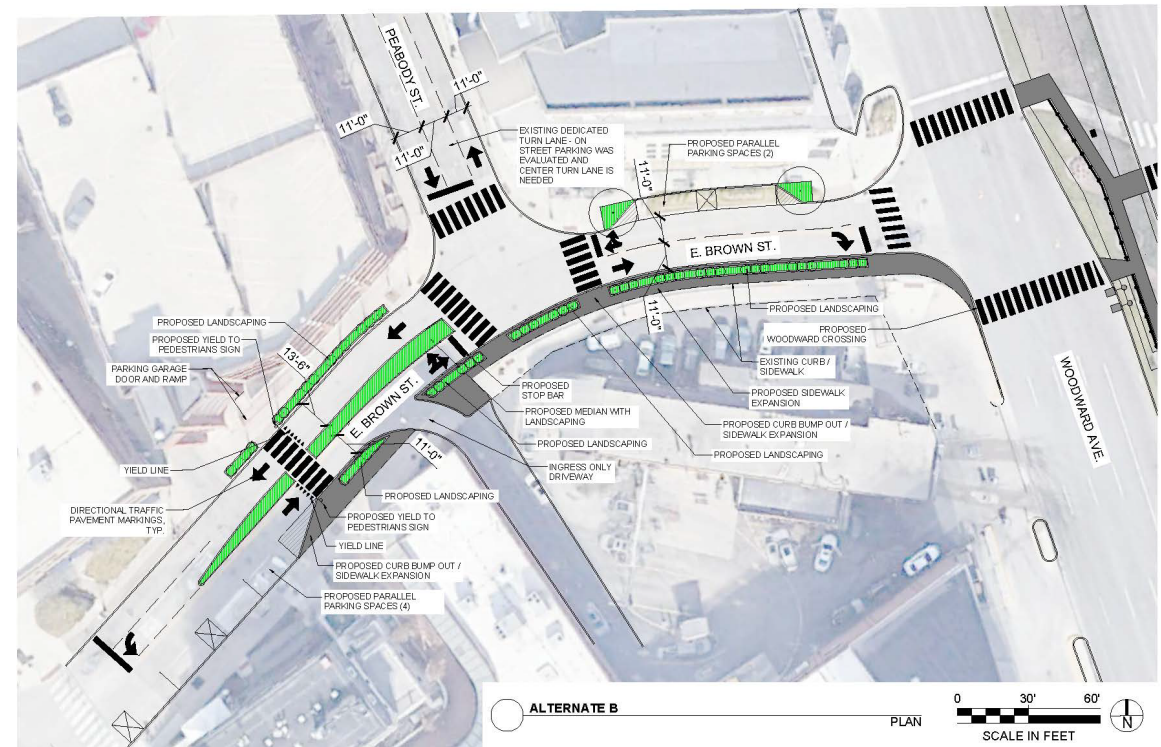 PEABODY ST.
11'-0"
11'-0"
11'-0"
EXISTING DEDICATED
TURN LANE - ON
STREET PARKING WAS
EVALUATED AND
CENTER TURN LANE IS
NEEDED
PROPOSED PARALLEL
PARKING SPACES (2)
11'-0"
E. BROWN ST.
11'-0"
PROPOSED LANDSCAPING
PROPOSED
WOODWARD CROSSING
EXISTING CURB /
SIDEWALK
PROPOSED SIDEWALK
EXPANSION
PROPOSED CURB BUMP OUT /
SIDEWALK EXPANSION
PROPOSED LANDSCAPING
WOODWARD AVE.
PROPOSED LANDSCAPING
PROPOSED YIELD TO
PEDESTRIANS SIGN
PARKING GARAGE
DOOR AND RAMP
13'-6"
E. BROWN ST.
11'-0"
PROPOSED
STOP BAR
PROPOSED MEDIAN WITH
LANDSCAPING
PROPOSED LANDSCAPING
INGRESS ONLY
DRIVEWAY
YIELD LINE
DIRECTIONAL TRAFFIC
PAVEMENT MARKINGS,
TYP.
PROPOSED LANDSCAPING
PROPOSED YIELD TO
PEDESTRIANS SIGN
YIELD LINE
PROPOSED CURB BUMP OUT /
SIDEWALK EXPANSION
PROPOSED PARALLEL
PARKING SPACES (4)
ALTERNATE B
PLAN
0 30' 60'
SCALE IN FEET
N